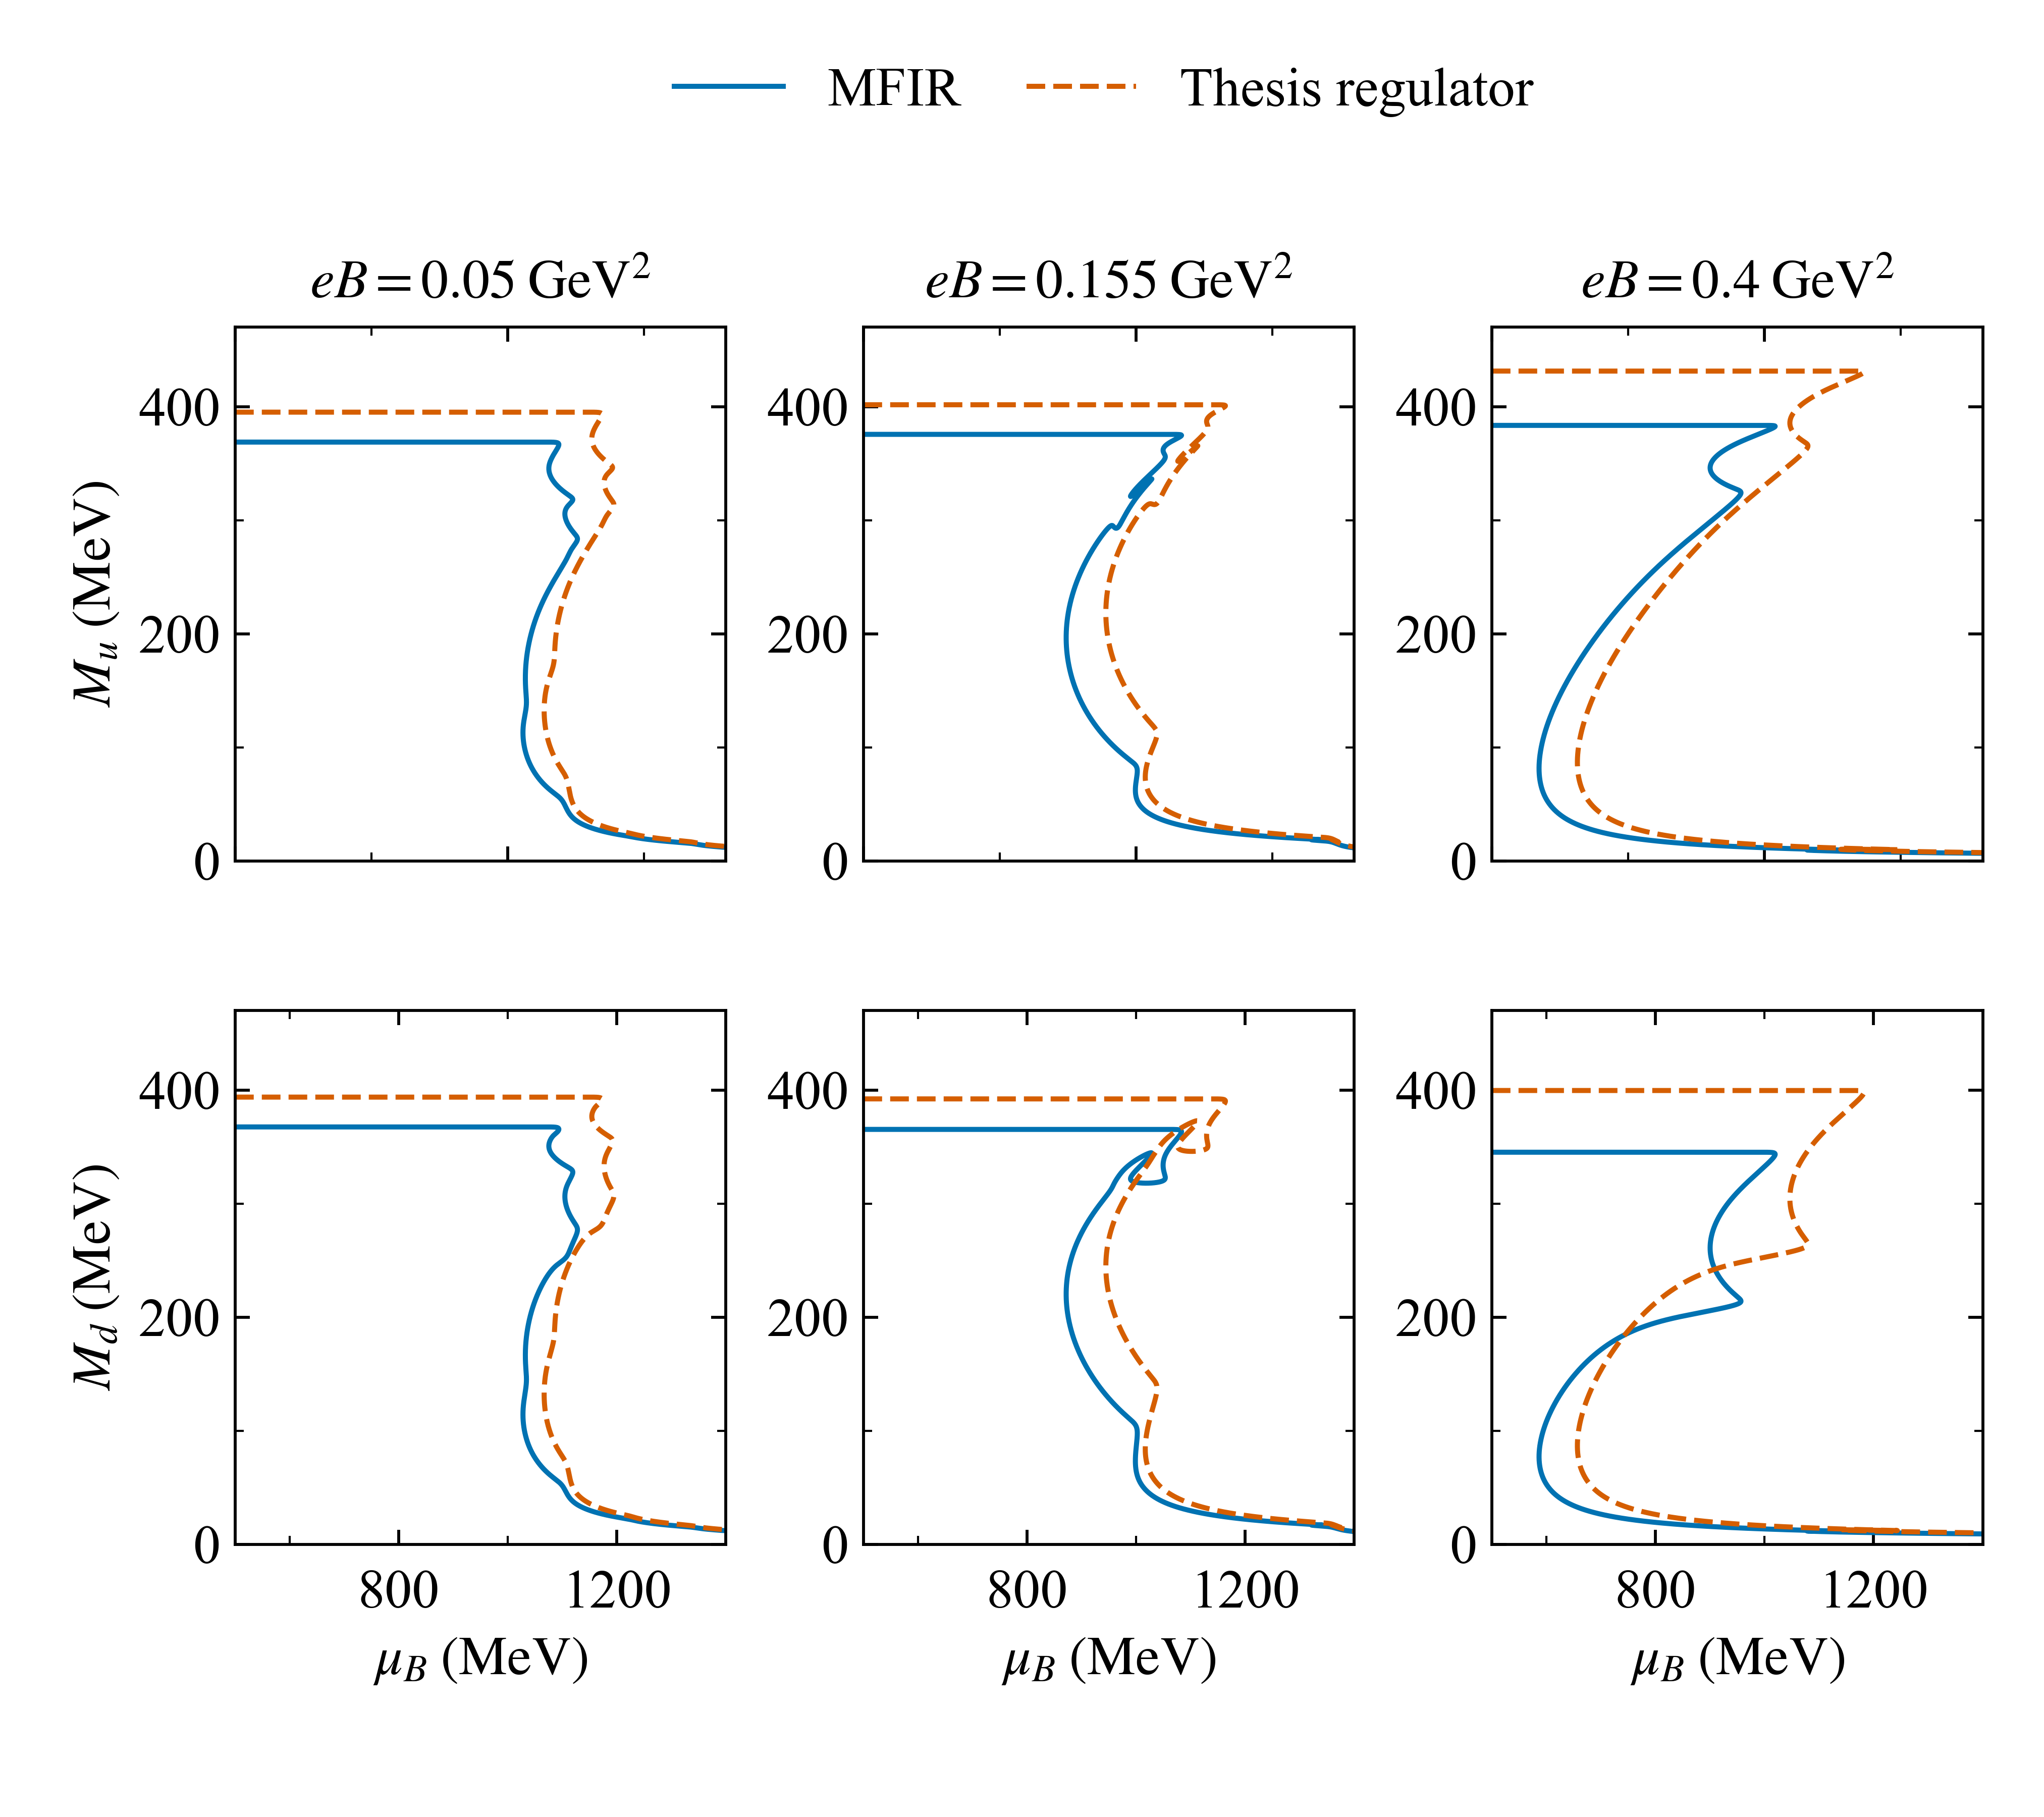 MFIR Thesis regulator
eB = 0.05 GeV² eB = 0.155 GeV² eB = 0.4 GeV²
M_u (MeV)
400 400 400
200 200 200
0 0 0
M_d (MeV)
400 400 400
200 200 200
0 0 0
800 1200 800 1200 800 1200
μ_B (MeV) μ_B (MeV) μ_B (MeV)